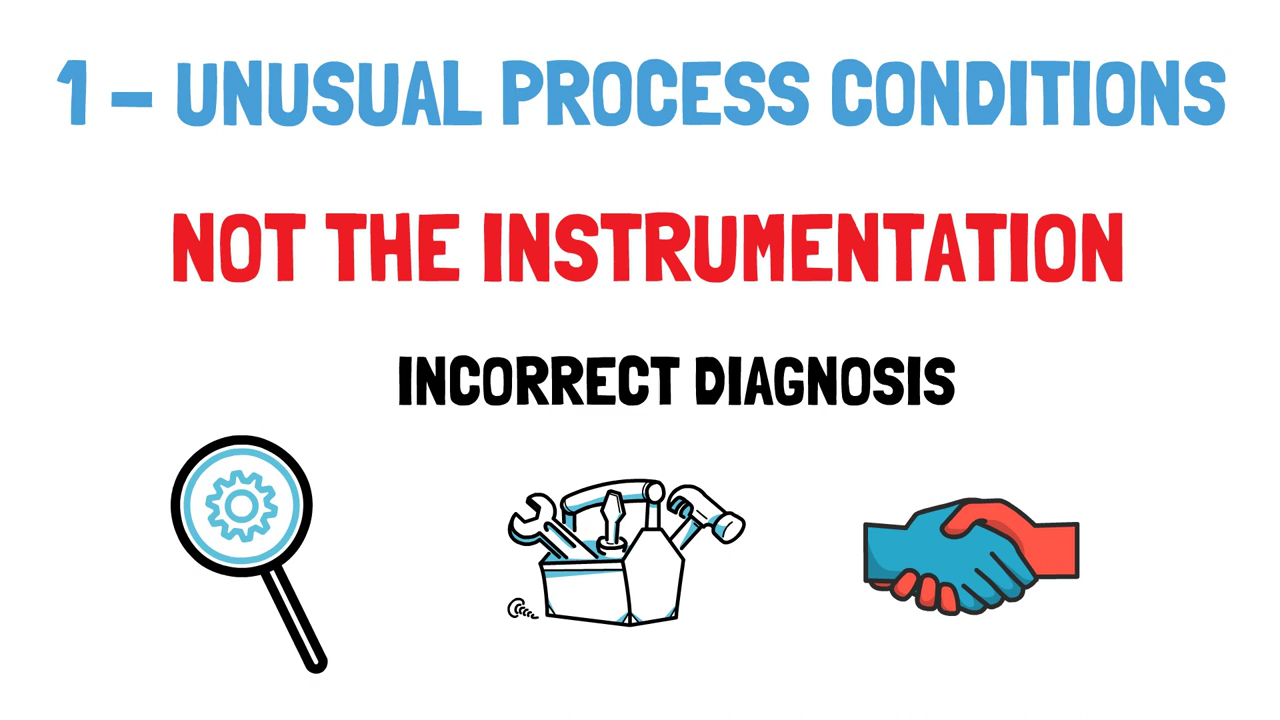 1 – UNUSUAL PROCESS CONDITIONS
NOT THE INSTRUMENTATION
INCORRECT DIAGNOSIS